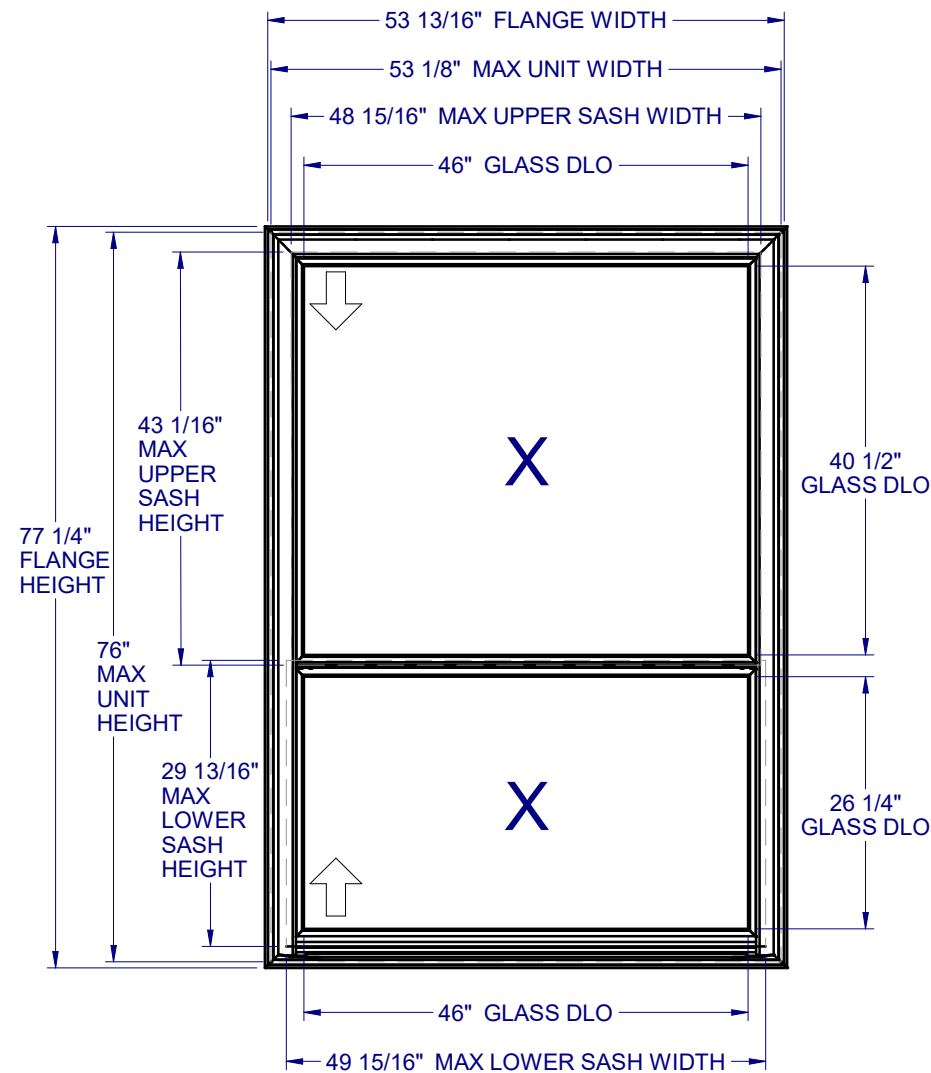 53 13/16" FLANGE WIDTH
53 1/8" MAX UNIT WIDTH
48 15/16" MAX UPPER SASH WIDTH
46" GLASS DLO
43 1/16"
MAX
UPPER
SASH
HEIGHT
X
40 1/2"
GLASS DLO
77 1/4"
FLANGE
HEIGHT
76"
MAX
UNIT
HEIGHT
29 13/16"
MAX
LOWER
SASH
HEIGHT
X
26 1/4"
GLASS DLO
46" GLASS DLO
49 15/16" MAX LOWER SASH WIDTH